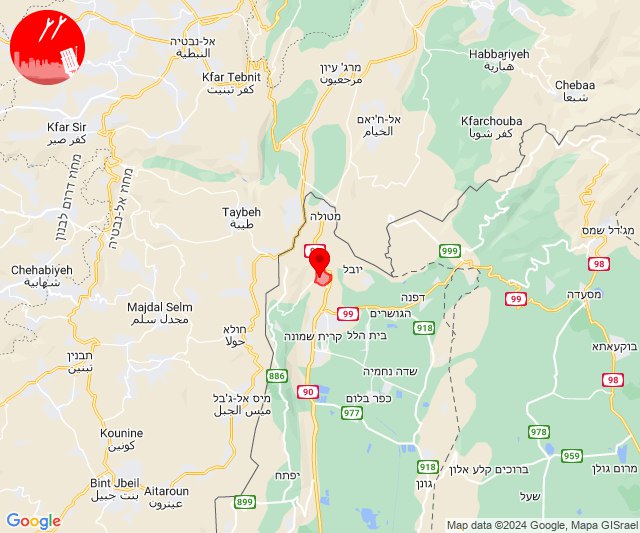 אל-נבטיה
النبطية
מרג' עיון
مرجعيون
Habbariyeh
هبارية
Kfar Tebnit
كفر تبنيت
Chebaa
شبعا
אל-ח'יאם
الخيام
Kfarchouba
كفر شوبا
Kfar Sir
كفر صير
מחוז דרום לבנון
מחוז אל-נבטיה
Taybeh
طيبة
מטולה
מג'דל שמס
999
98
Chehabiyeh
شهابية
יובל
99
מסעדה
Majdal Selm
مجدل سلم
דפנה
הגושרים
99
918
חולא
حولا
קרית שמונה
בית הלל
בוקעאתא
תבנין
تبنين
886
שדה נחמיה
98
90
מיס אל-ג'בל
ميس الجبل
כפר בלום
977
Kounine
كونين
978
959
918
ברוכים קלע אלון
מרום גולן
Bint Jbeil
بنت جبيل
Aitaroun
عيترون
יפתח
גונן
שעל
899
Google
Map data ©2024 Google, Mapa GISrael